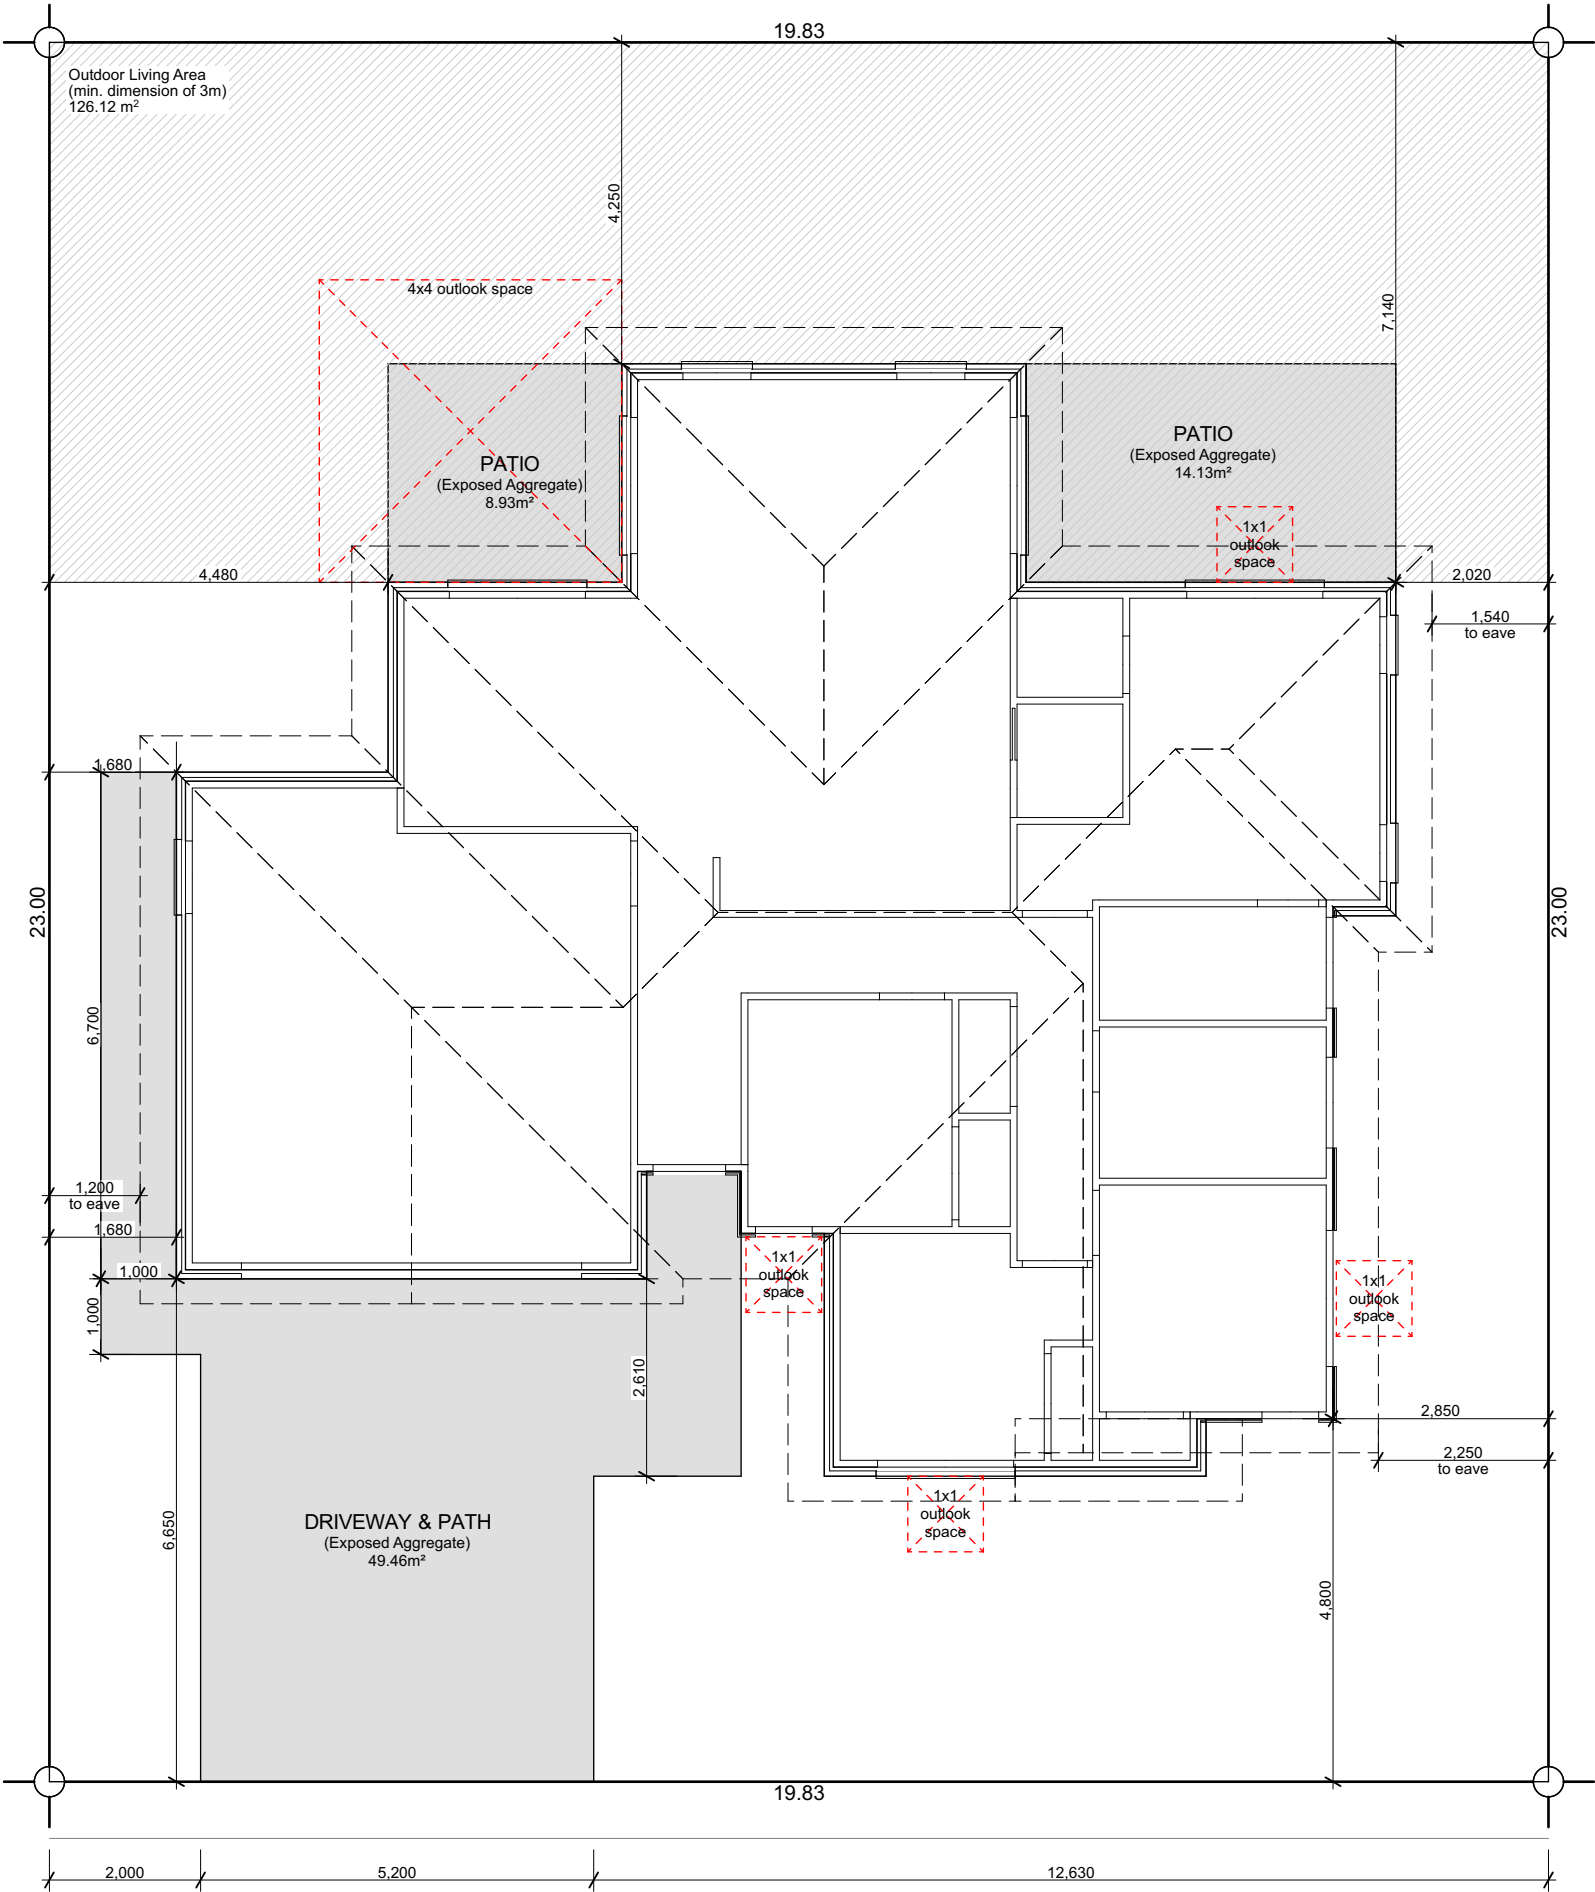 19.83
Outdoor Living Area
(min. dimension of 3m)
126.12 m²
4,250
7,140
4x4 outlook space
PATIO
(Exposed Aggregate)
8.93m²
PATIO
(Exposed Aggregate)
14.13m²
1x1
outlook
space
4,480
2,020
1,540
to eave
1,680
23.00
23.00
6,700
1,200
to eave
1,680
1,000
1,000
1x1
outlook
space
1x1
outlook
space
2,610
2,850
2,250
to eave
1x1
outlook
space
DRIVEWAY & PATH
(Exposed Aggregate)
49.46m²
6,650
4,800
19.83
2,000
5,200
12,630